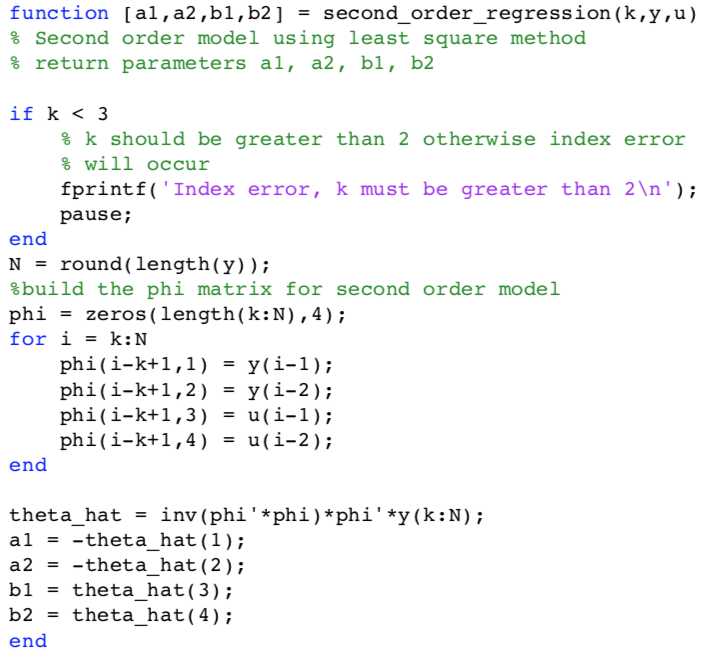 function [a1,a2,b1,b2] = second_order_regression(k,y,u)
% Second order model using least square method
% return parameters a1, a2, b1, b2

if k < 3
    % k should be greater than 2 otherwise index error
    % will occur
    fprintf('Index error, k must be greater than 2\n');
    pause;
end
N = round(length(y));
%build the phi matrix for second order model
phi = zeros(length(k:N),4);
for i = k:N
    phi(i-k+1,1) = y(i-1);
    phi(i-k+1,2) = y(i-2);
    phi(i-k+1,3) = u(i-1);
    phi(i-k+1,4) = u(i-2);
end

theta_hat = inv(phi'*phi)*phi'*y(k:N);
a1 = -theta_hat(1);
a2 = -theta_hat(2);
b1 = theta_hat(3);
b2 = theta_hat(4);
end